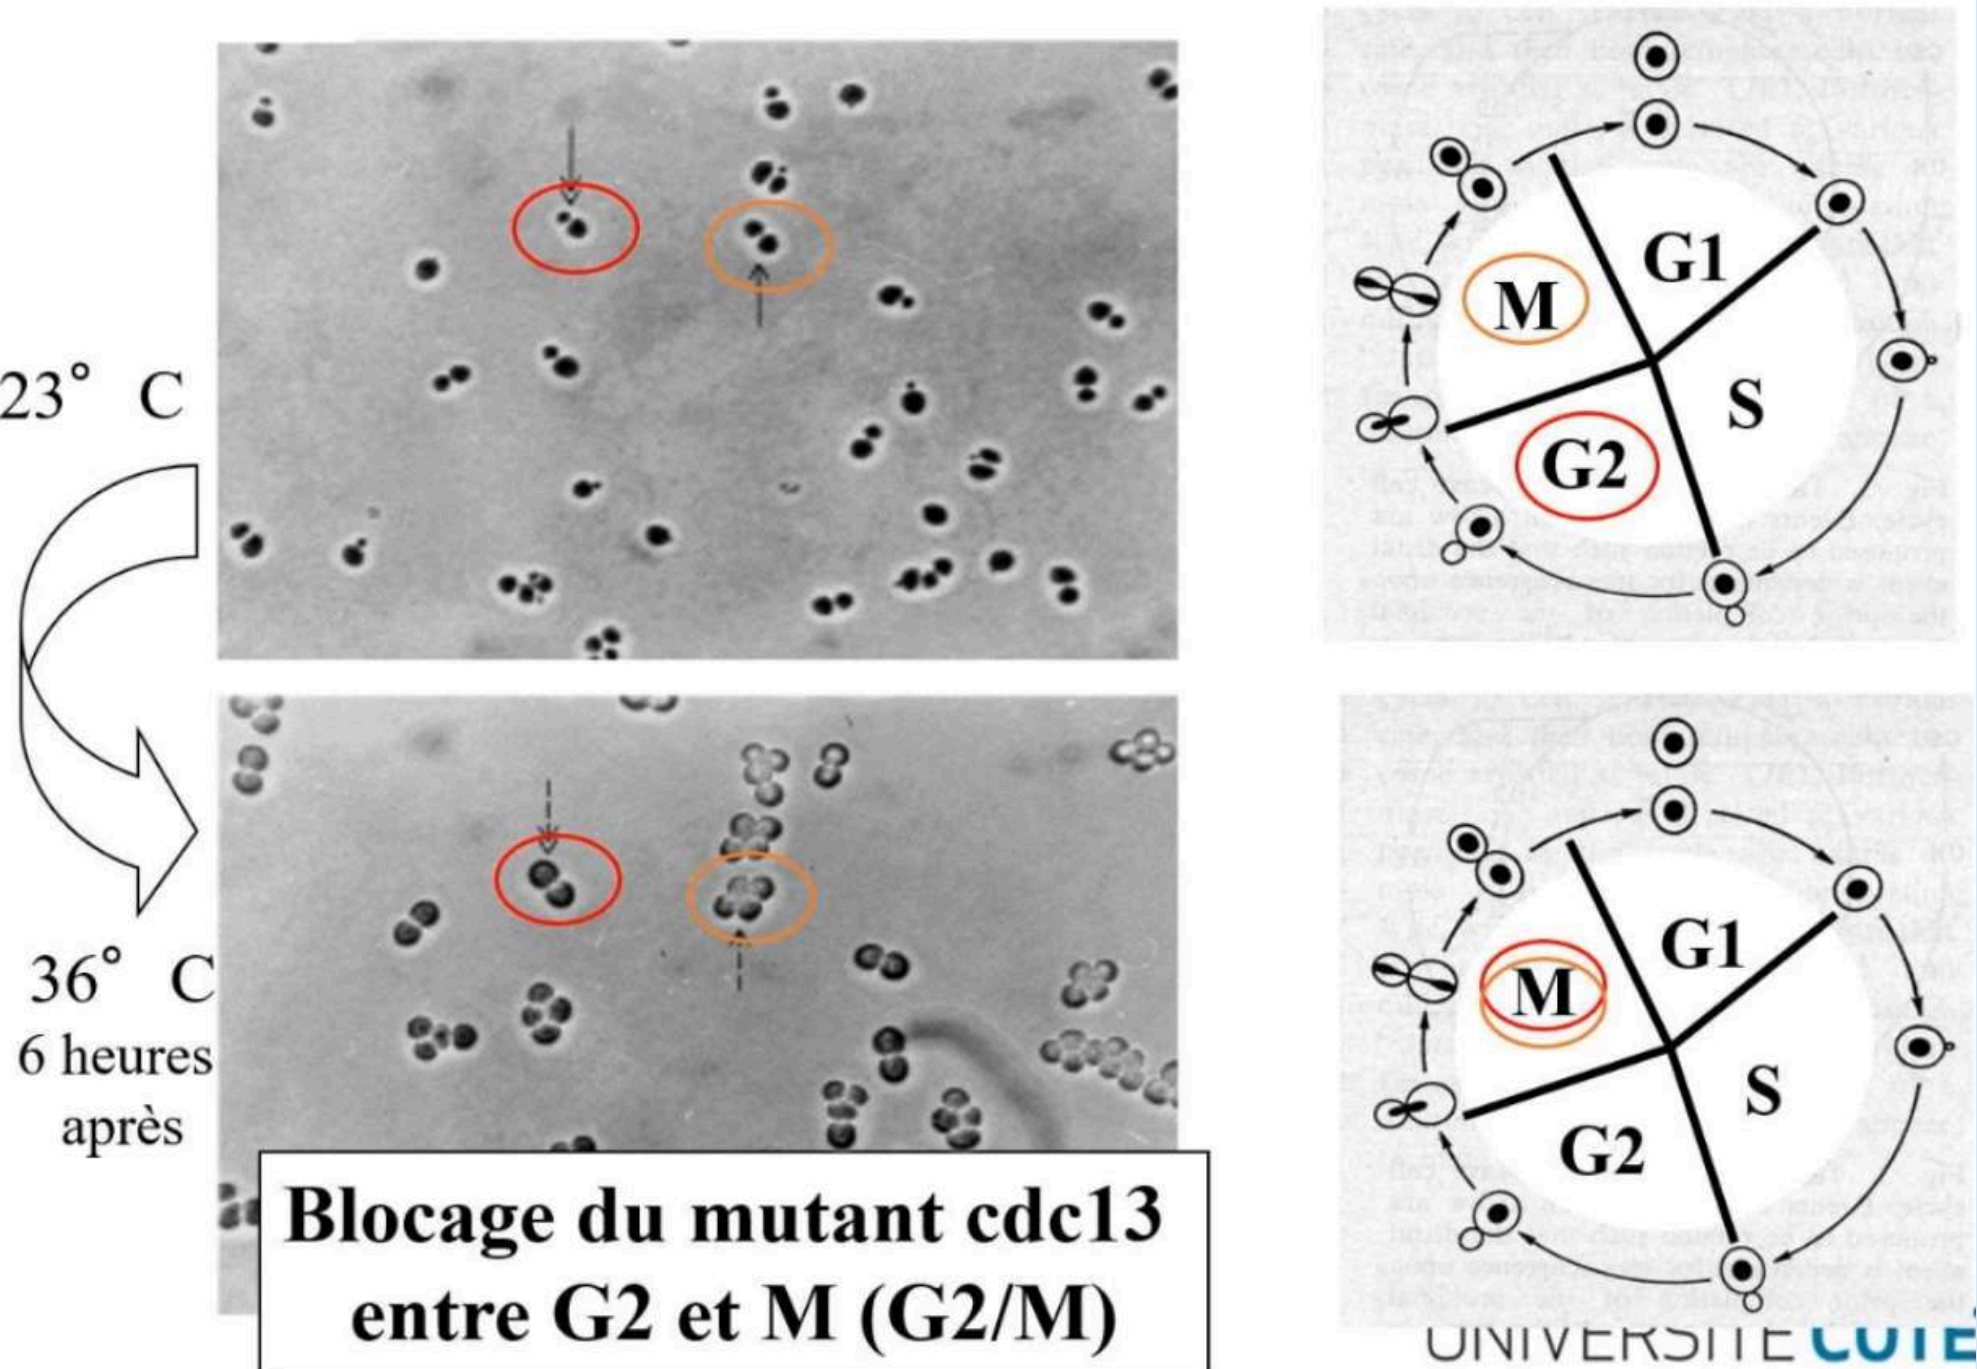 23° C
G1
M
S
G2
36° C
6 heures
après
G1
M
S
G2
Blocage du mutant cdc13
entre G2 et M (G2/M)